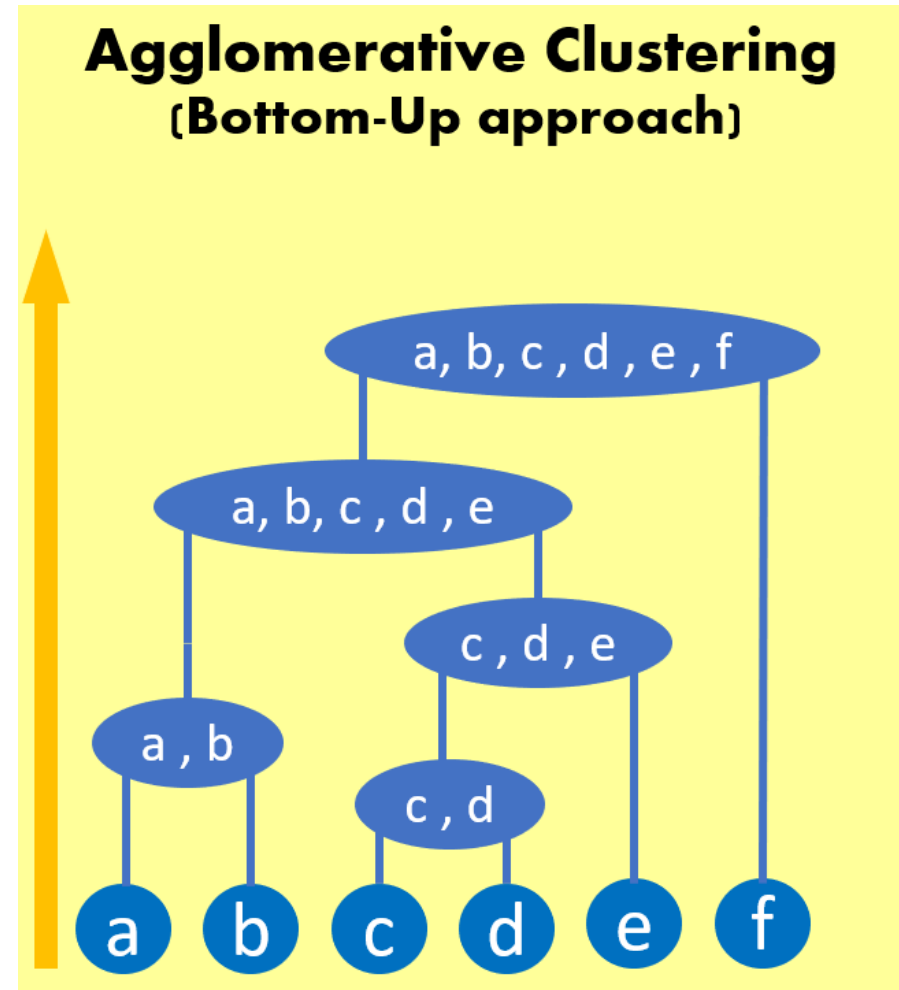 Agglomerative Clustering
(Bottom-Up approach)
a, b, c , d , e , f
a, b, c , d , e
c , d , e
a , b
c , d
a b c d e f